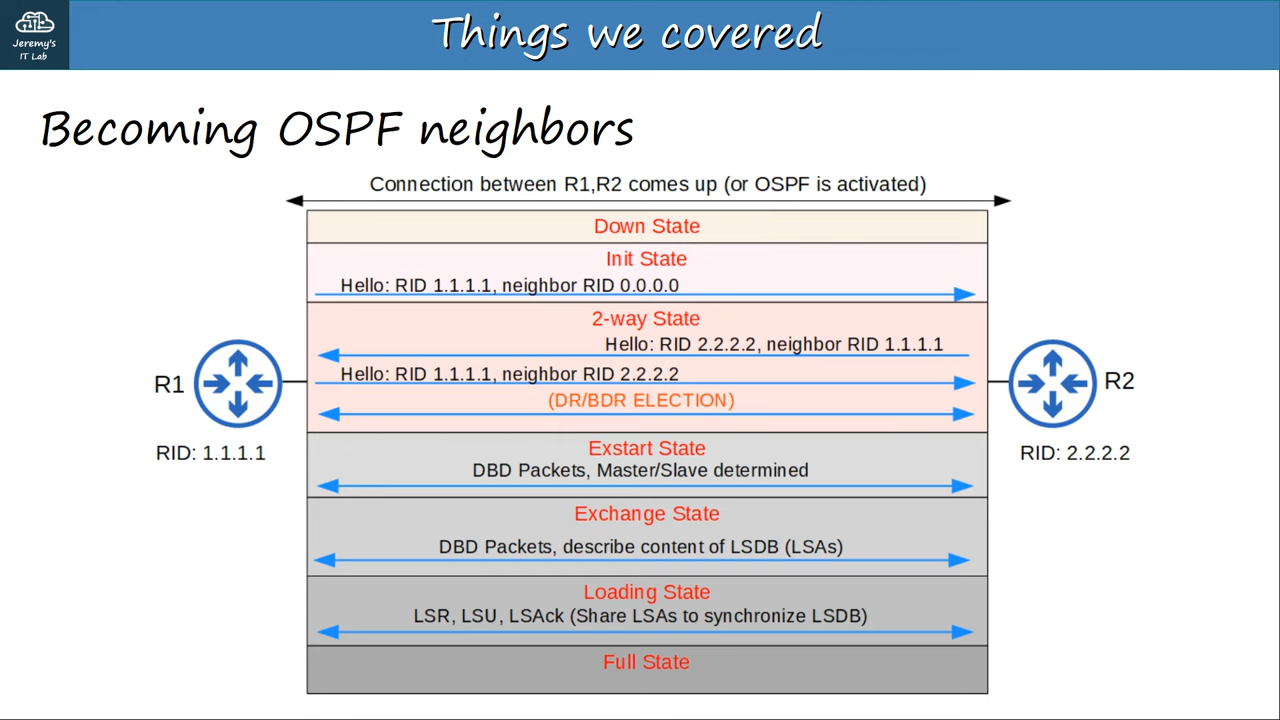 Jeremy's
IT Lab
Things we covered
Becoming OSPF neighbors
Connection between R1,R2 comes up (or OSPF is activated)
Down State
Init State
Hello: RID 1.1.1.1, neighbor RID 0.0.0.0
2-way State
Hello: RID 2.2.2.2, neighbor RID 1.1.1.1
Hello: RID 1.1.1.1, neighbor RID 2.2.2.2
(DR/BDR ELECTION)
R1
RID: 1.1.1.1
R2
RID: 2.2.2.2
Exstart State
DBD Packets, Master/Slave determined
Exchange State
DBD Packets, describe content of LSDB (LSAs)
Loading State
LSR, LSU, LSAck (Share LSAs to synchronize LSDB)
Full State